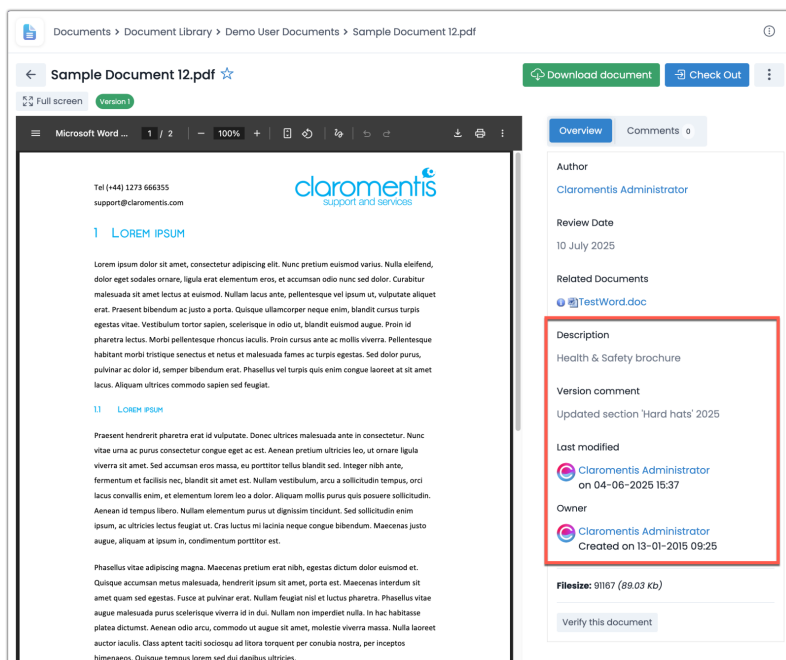 Documents > Document Library > Demo User Documents > Sample Document 12.pdf
Sample Document 12.pdf
Download document
Check Out
Full screen
Version 1
Microsoft Word ...
1 / 2
100%
Tel (+44) 1273 666355
support@claromentis.com
claromentis
support and services
1 LOREM IPSUM
Lorem ipsum dolor sit amet, consectetur adipiscing elit. Nunc pretium euismod varius. Nulla eleifend,
dolor eget sodales ornare, ligula erat elementum eros, et accumsan odio nunc sed dolor. Curabitur
malesuada sit amet lectus at euismod. Nullam lacus ante, pellentesque vel ipsum ut, vulputate aliquet
erat. Praesent bibendum ac justo a porta. Quisque ullamcorper neque enim, blandit cursus turpis
egestas vitae. Vestibulum tortor sapien, scelerisque in odio ut, blandit euismod augue. Proin id
pharetra lectus. Morbi pellentesque rhoncus iaculis. Proin cursus ante ac mollis viverra. Pellentesque
habitant morbi tristique senectus et netus et malesuada fames ac turpis egestas. Sed dolor purus,
pulvinar ac dolor id, semper bibendum erat. Phasellus vel turpis quis enim congue laoreet at sit amet
lacus. Aliquam ultrices commodo sapien sed feugiat.
1.1 LOREM IPSUM
Praesent hendrerit pharetra erat id vulputate. Donec ultrices malesuada ante in consectetur. Nunc
vitae urna ac purus consectetur congue eget ac est. Aenean pretium ultricies leo, ut ornare ligula
viverra sit amet. Sed accumsan eros massa, eu porttitor tellus blandit sed. Integer nibh ante,
fermentum et facilisis nec, blandit sit amet est. Nullam vestibulum, arcu a sollicitudin tempus, orci
lacus convallis enim, et elementum lorem leo a dolor. Aliquam mollis purus quis posuere sollicitudin.
Aenean id tempus libero. Nullam elementum purus ut dignissim tincidunt. Sed sollicitudin enim
ipsum, ac ultricies lectus feugiat ut. Cras luctus mi lacinia neque congue bibendum. Maecenas justo
augue, aliquam at ipsum in, condimentum porttitor est.
Phasellus vitae adipiscing magna. Maecenas pretium erat nibh, egestas dictum dolor euismod et.
Quisque accumsan metus malesuada, hendrerit ipsum sit amet, porta est. Maecenas interdum sit
amet quam sed egestas. Fusce at pulvinar erat. Nullam feugiat nisl et luctus pharetra. Phasellus vitae
augue malesuada purus scelerisque viverra id in dui. Nullam non imperdiet nulla. In hac habitasse
platea dictumst. Aenean odio arcu, commodo ut augue sit amet, molestie viverra massa. Nulla laoreet
auctor iaculis. Class aptent taciti sociosqu ad litora torquent per conubia nostra, per inceptos
himenaeos. Quisque tempus lorem sed dui dapibus ultricies.
Overview
Comments 0
Author
Claromentis Administrator
Review Date
10 July 2025
Related Documents
TestWord.doc
Description
Health & Safety brochure
Version comment
Updated section 'Hard hats' 2025
Last modified
Claromentis Administrator
on 04-06-2025 15:37
Owner
Claromentis Administrator
Created on 13-01-2015 09:25
Filesize: 91167 (89.03 Kb)
Verify this document